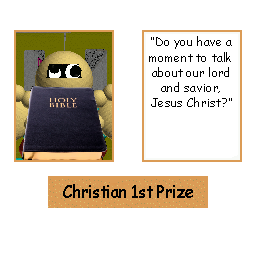 HOLY
BIBLE
"Do you have a
moment to talk
about our lord
and savior,
Jesus Christ?"
Christian 1st Prize